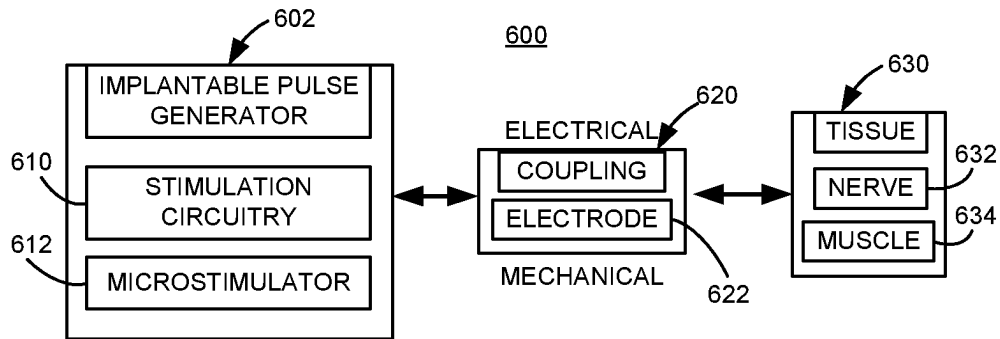 602
600
630
IMPLANTABLE PULSE
GENERATOR
620
ELECTRICAL
TISSUE
610
COUPLING
632
STIMULATION
CIRCUITRY
NERVE
ELECTRODE
634
612
MUSCLE
MICROSTIMULATOR
MECHANICAL
622